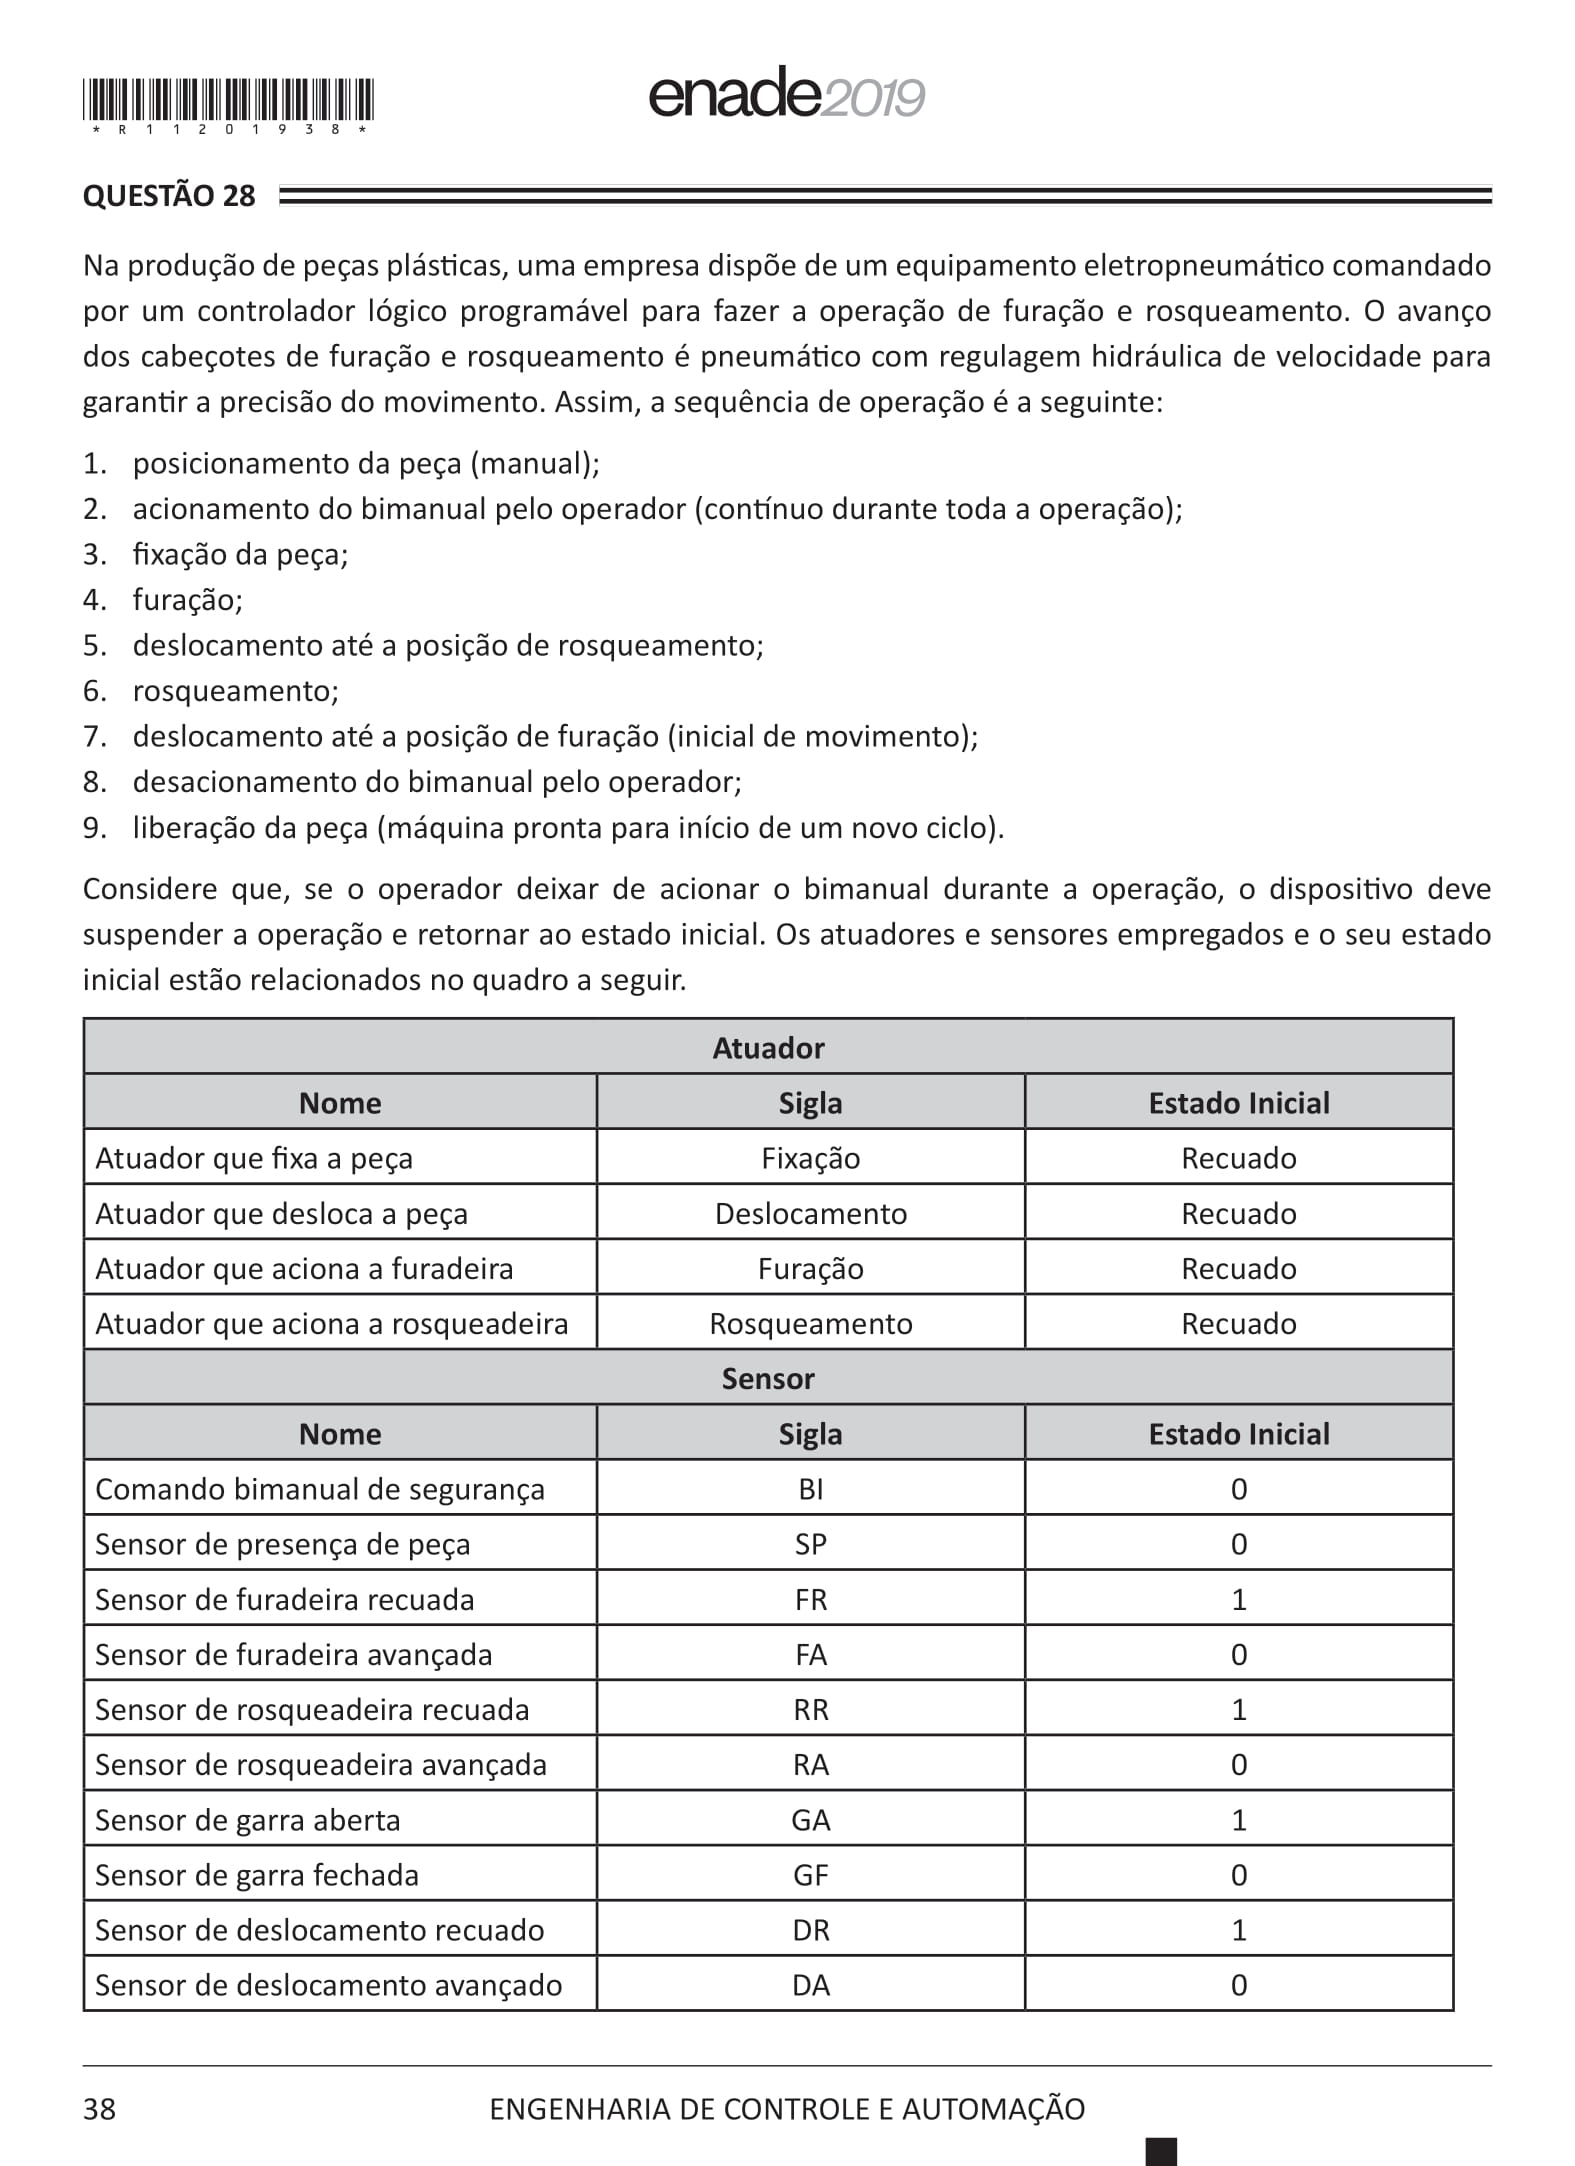 *R11201938*
enade2019
QUESTÃO 28
Na produção de peças plásticas, uma empresa dispõe de um equipamento eletropneumático comandado
por um controlador lógico programável para fazer a operação de furação e rosqueamento. O avanço
dos cabeçotes de furação e rosqueamento é pneumático com regulagem hidráulica de velocidade para
garantir a precisão do movimento. Assim, a sequência de operação é a seguinte:
1. posicionamento da peça (manual);
2. acionamento do bimanual pelo operador (contínuo durante toda a operação);
3. fixação da peça;
4. furação;
5. deslocamento até a posição de rosqueamento;
6. rosqueamento;
7. deslocamento até a posição de furação (inicial de movimento);
8. desacionamento do bimanual pelo operador;
9. liberação da peça (máquina pronta para início de um novo ciclo).
Considere que, se o operador deixar de acionar o bimanual durante a operação, o dispositivo deve
suspender a operação e retornar ao estado inicial. Os atuadores e sensores empregados e o seu estado
inicial estão relacionados no quadro a seguir.
Atuador
Nome Sigla Estado Inicial
Atuador que fixa a peça Fixação Recuado
Atuador que desloca a peça Deslocamento Recuado
Atuador que aciona a furadeira Furação Recuado
Atuador que aciona a rosqueadeira Rosqueamento Recuado
Sensor
Nome Sigla Estado Inicial
Comando bimanual de segurança BI 0
Sensor de presença de peça SP 0
Sensor de furadeira recuada FR 1
Sensor de furadeira avançada FA 0
Sensor de rosqueadeira recuada RR 1
Sensor de rosqueadeira avançada RA 0
Sensor de garra aberta GA 1
Sensor de garra fechada GF 0
Sensor de deslocamento recuado DR 1
Sensor de deslocamento avançado DA 0
38 ENGENHARIA DE CONTROLE E AUTOMAÇÃO